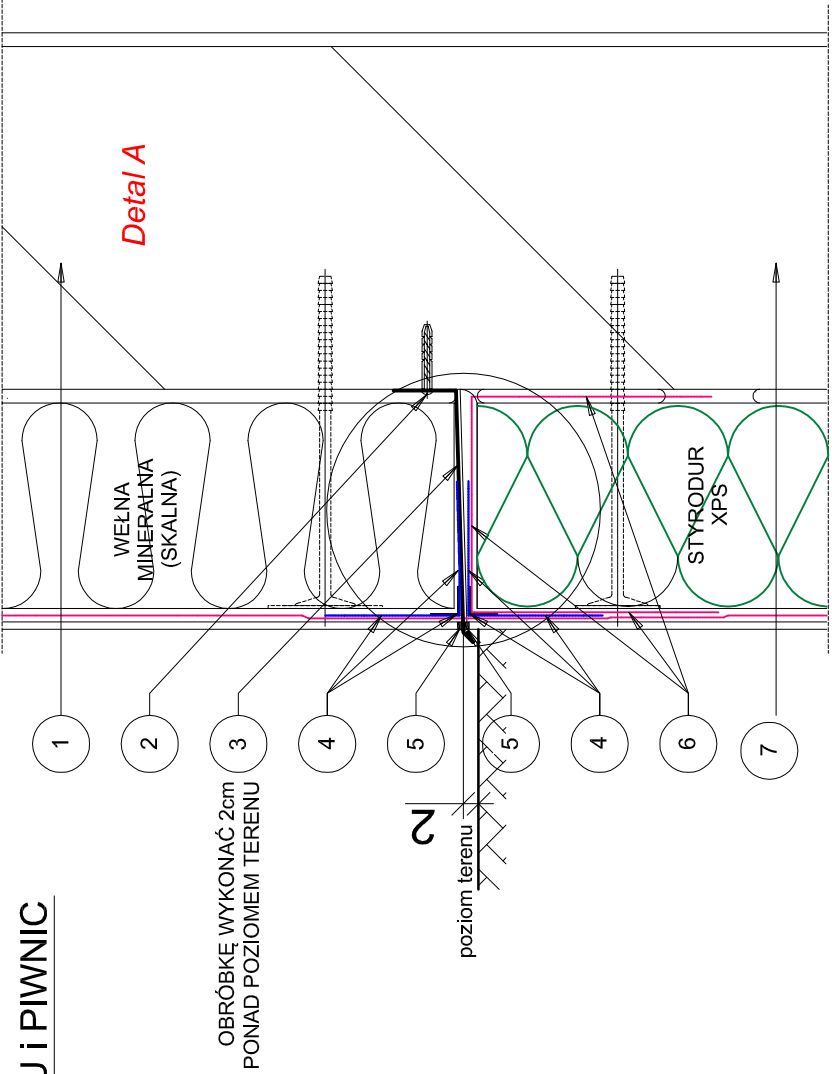 U i PIWNIC
Detal A
WEŁNA
MINERALNA
(SKALNA)
STYRODUR
XPS
1
2
3
4
5
5
4
6
7
OBRÓBKĘ WYKONAĆ 2cm
PONAD POZIOMEM TERENU
2
poziom terenu